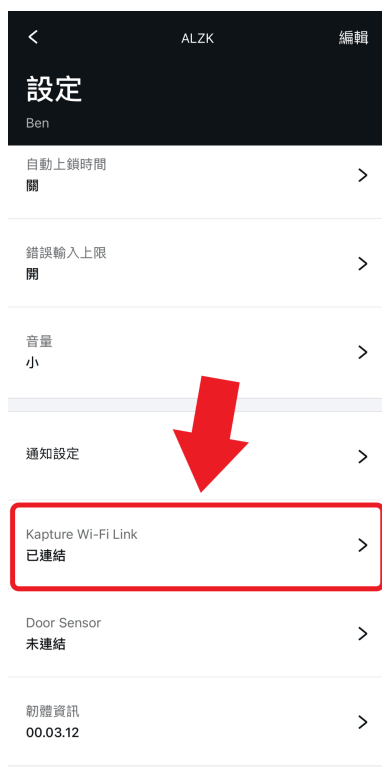 ALZK
編輯
設定
Ben
自動上鎖時間
關
錯誤輸入上限
開
音量
小
通知設定
Kapture Wi-Fi Link
已連結
Door Sensor
未連結
韌體資訊
00.03.12